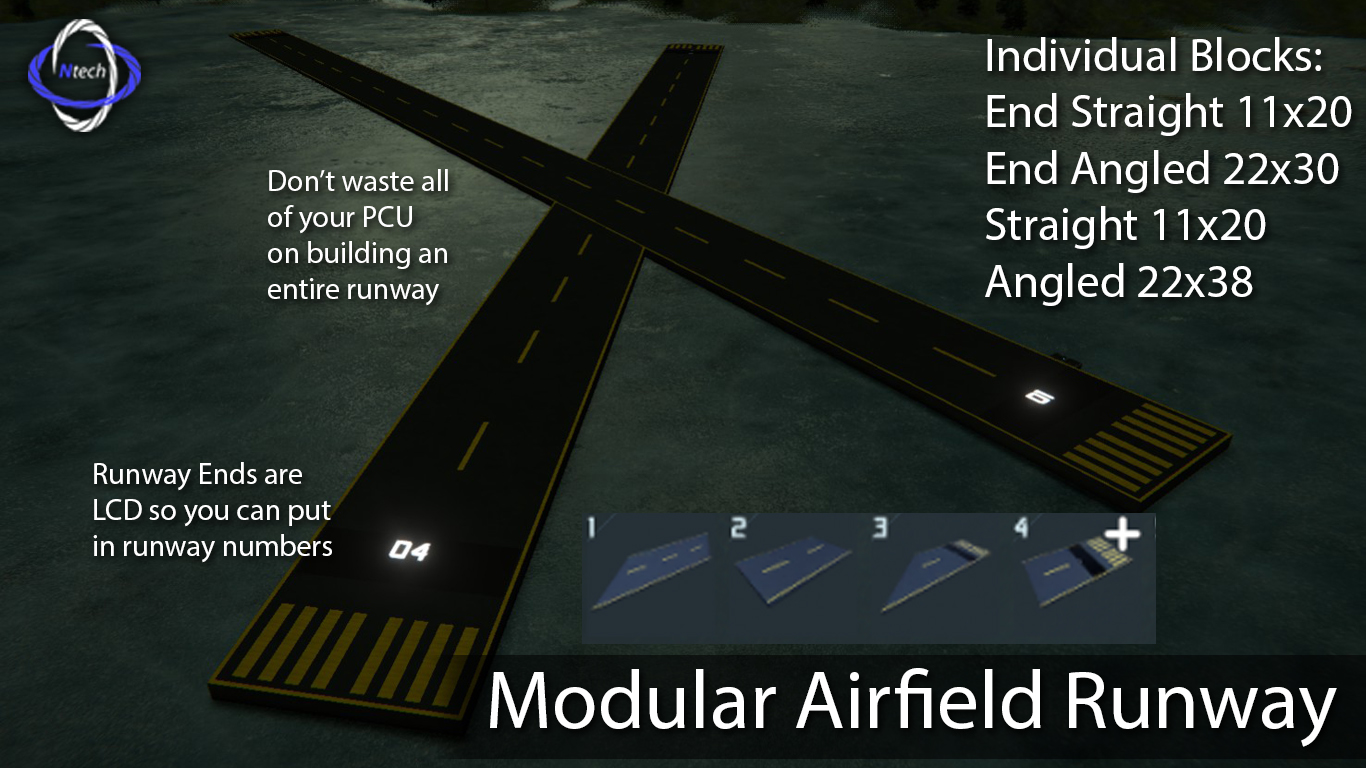 Ntech
Individual Blocks:
End Straight 11x20
End Angled 22x30
Straight 11x20
Angled 22x38
Don't waste all
of your PCU
on building an
entire runway
6
Runway Ends are
LCD so you can put
in runway numbers
04
1 2 3 4
Modular Airfield Runway